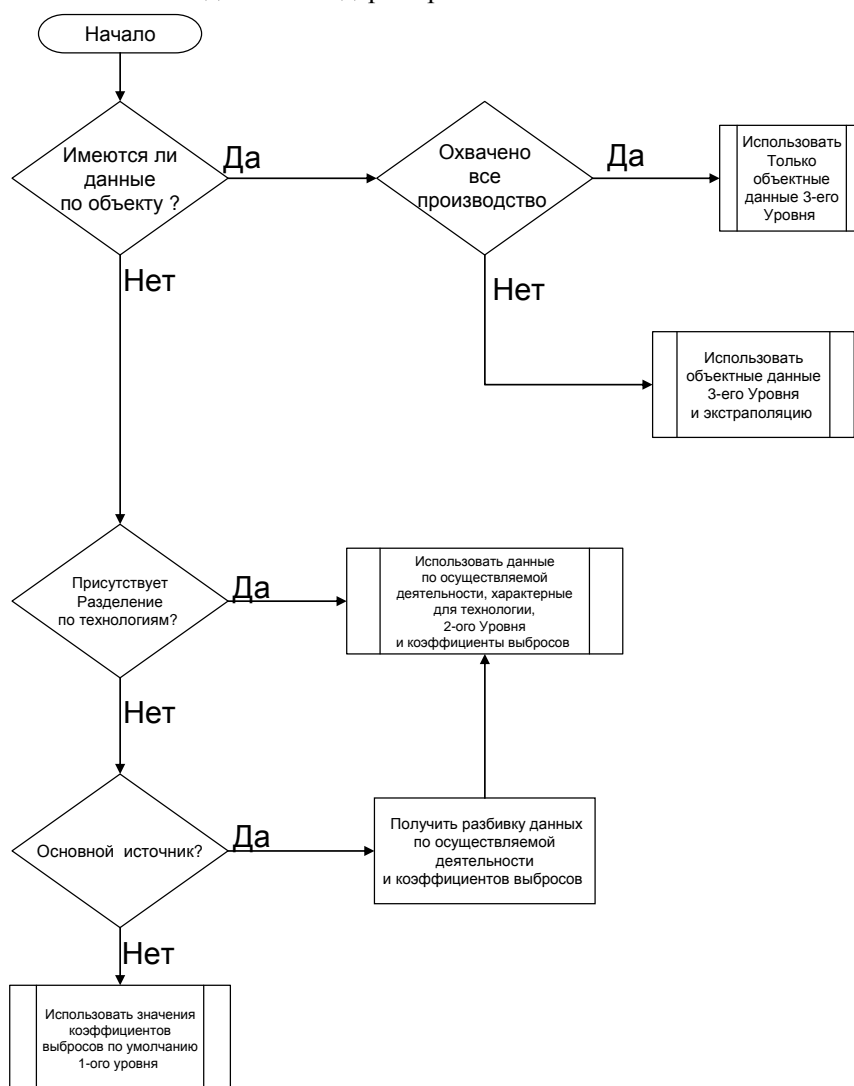 Начало
Имеются ли
данные
по объекту ?
Да
Охвачено
все
производство
Да
Использовать
Только
объектные
данные 3-его
Уровня
Нет
Нет
Использовать
объектные данные
3-его Уровня
и экстраполяцию
Присутствует
Разделение
по технологиям?
Да
Использовать данные
по осуществляемой
деятельности, характерные
для технологии,
2-ого Уровня
и коэффициенты выбросов
Нет
Основной источник?
Да
Получить разбивку данных
по осуществляемой
деятельности
и коэффициентов выбросов
Нет
Использовать значения
коэффициентов
выбросов по умолчанию
1-ого уровня